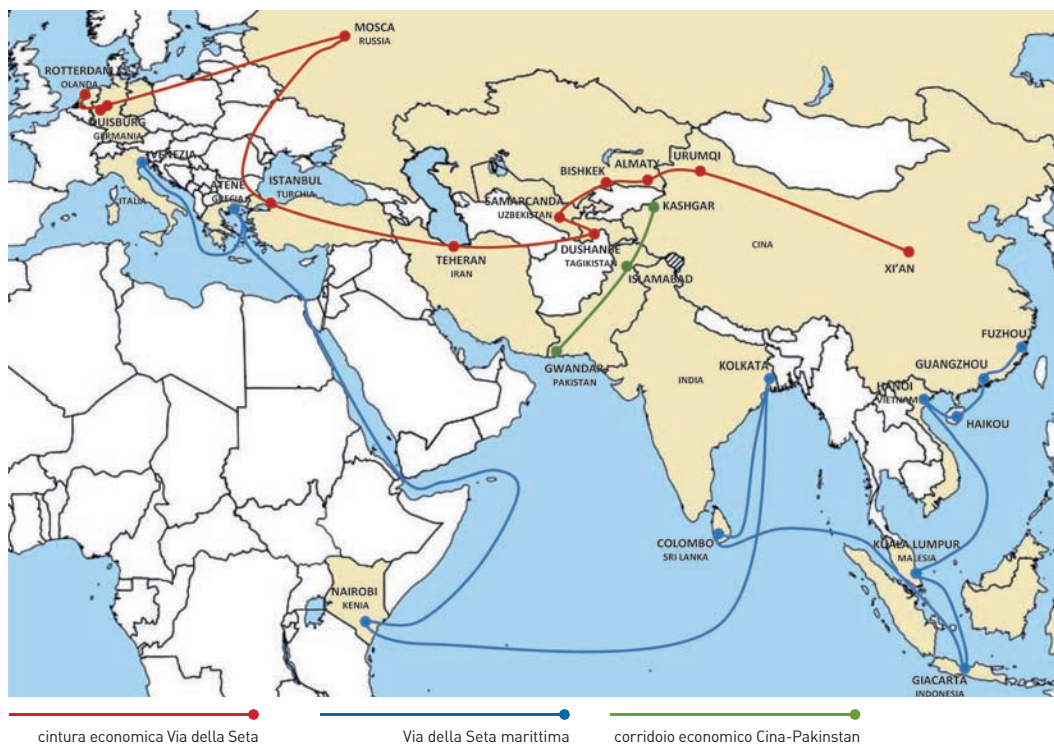 MOSCA
RUSSIA
ROTTERDAM
OLANDA
DUISBURG
GERMANIA
VENEZIA
ITALIA
ATENE
GRECIA
ISTANBUL
TURCHIA
TEHERAN
IRAN
SAMARCANDA
UZBEKISTAN
BISHKEK
ALMATY
URUMQI
KASHGAR
DUSHANBE
TAGIKISTAN
ISLAMABAD
CINA
XI'AN
GWANDAR
PAKISTAN
INDIA
KOLKATA
FUZHOU
GUANGZHOU
HANOI
VIETNAM
HAIKOU
COLOMBO
SRI LANKA
KUALA LUMPUR
MALESIA
NAIROBI
KENIA
GIACARTA
INDONESIA
cintura economica Via della Seta
Via della Seta marittima
corridoio economico Cina-Pakinstan